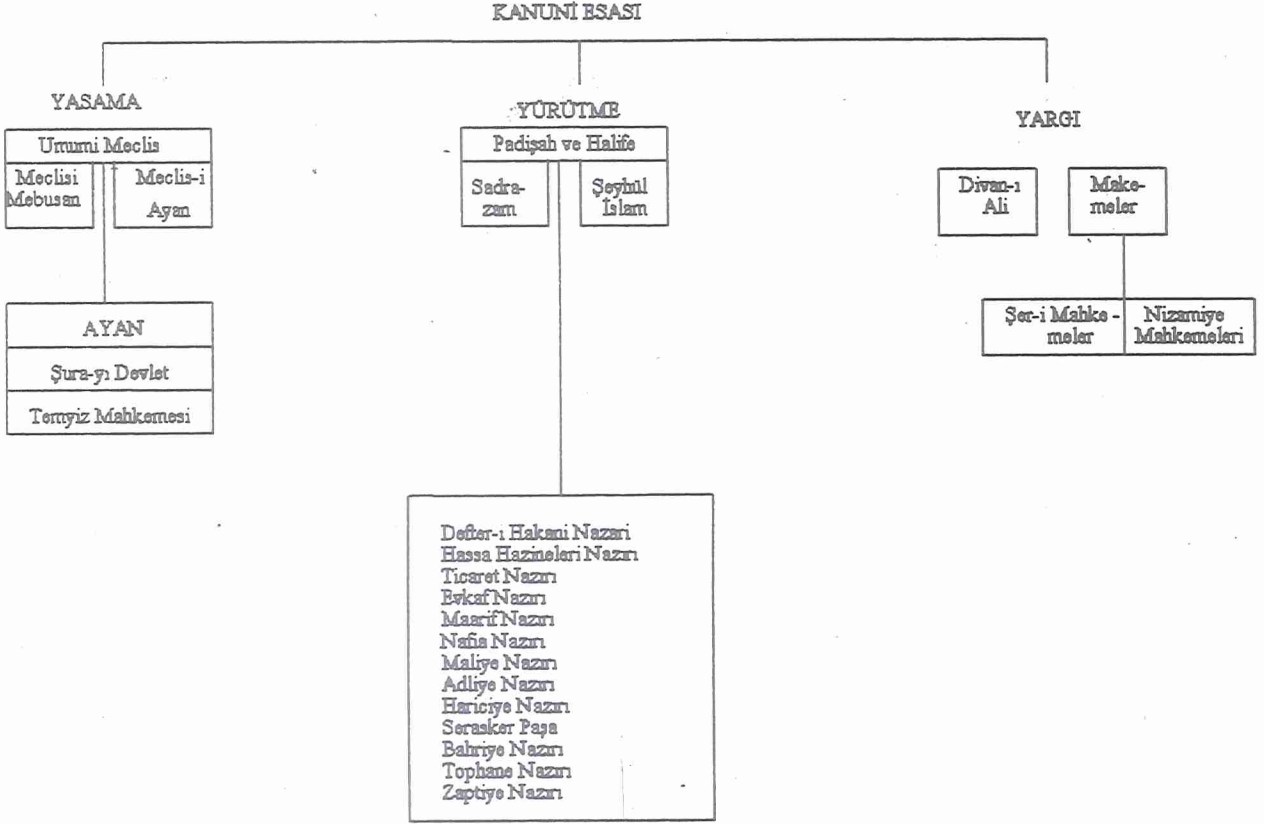 KANUNİ ESASI
YASAMA
Umumi Meclis
Meclisi
Mebusan
Meclis-i
Ayan
AYAN
Şura-yı Devlet
Temyiz Mahkemesi
YÜRÜTME
Padişah ve Halife
Sadra-
zam
Şeyhül
İslam
Defter-ı Hakani Nazari
Hassa Hazineleri Nazırı
Ticaret Nazırı
Evkaf Nazırı
Maarif Nazırı
Nafia Nazırı
Maliye Nazırı
Adliye Nazırı
Hariciye Nazırı
Serasker Paşa
Bahriye Nazırı
Tophane Nazırı
Zaptiye Nazırı
YARGI
Divan-ı
Ali
Make-
meler
Şer-i Mahke -
meler
Nizamiye
Mahkemeleri